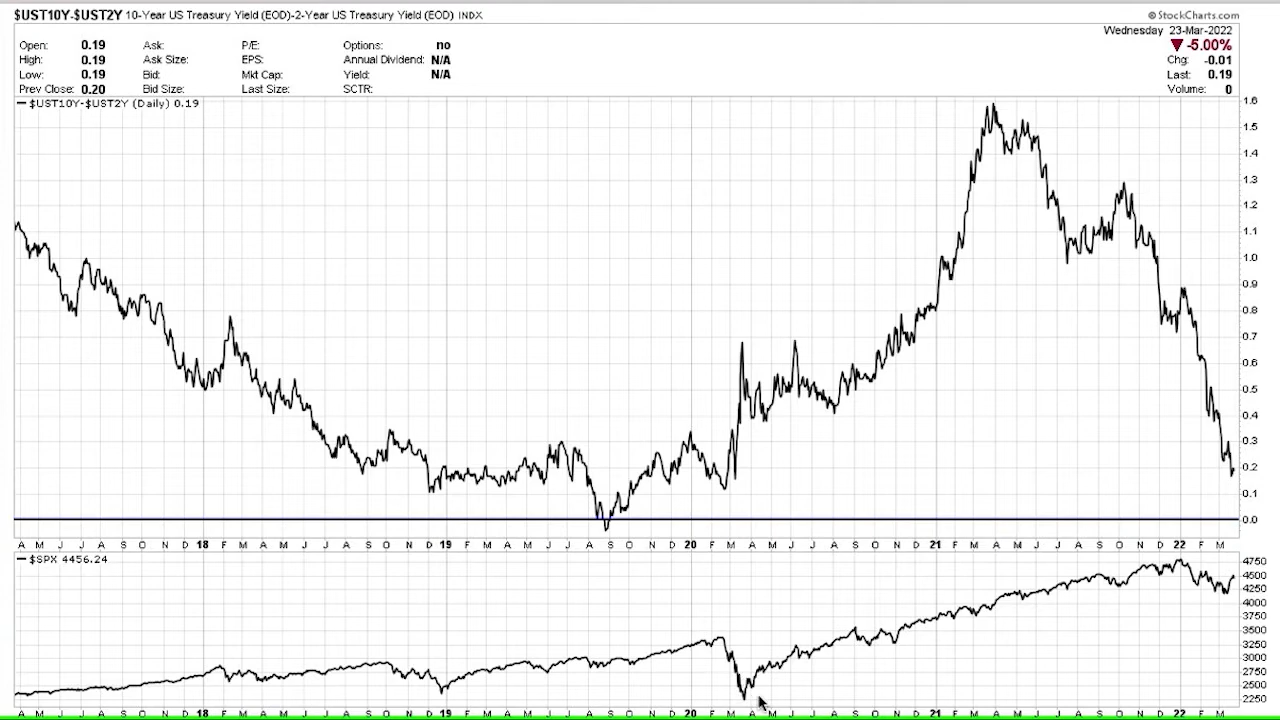 $UST10Y-$UST2Y 10-Year US Treasury Yield (EOD)-2-Year US Treasury Yield (EOD) INDX
© StockCharts.com
Wednesday 23-Mar-2022
Open: 0.19 Ask: P/E: Options: no ▼ -5.00%
High: 0.19 Ask Size: EPS: Annual Dividend: N/A Chg: -0.01
Low: 0.19 Bid: Mkt Cap: Yield: N/A Last: 0.19
Prev Close: 0.20 Bid Size: Last Size: SCTR: Volume: 0
$UST10Y-$UST2Y (Daily) 0.19
1.6
1.5
1.4
1.3
1.2
1.1
1.0
0.9
0.8
0.7
0.6
0.5
0.4
0.3
0.2
0.1
0.0
A M J J A S O N D 18 F M A M J J A S O N D 19 F M A M J J A S O N D 20 F M A M J J A S O N D 21 F M A M J J A S O N D 22 F M
$SPX 4456.24
4750
4500
4250
4000
3750
3500
3250
3000
2750
2500
2250
A M J J A S O N D 18 F M A M J J A S O N D 19 F M A M J J A S O N D 20 F M A M J J A S O N D 21 F M A M J J A S O N D 22 F M